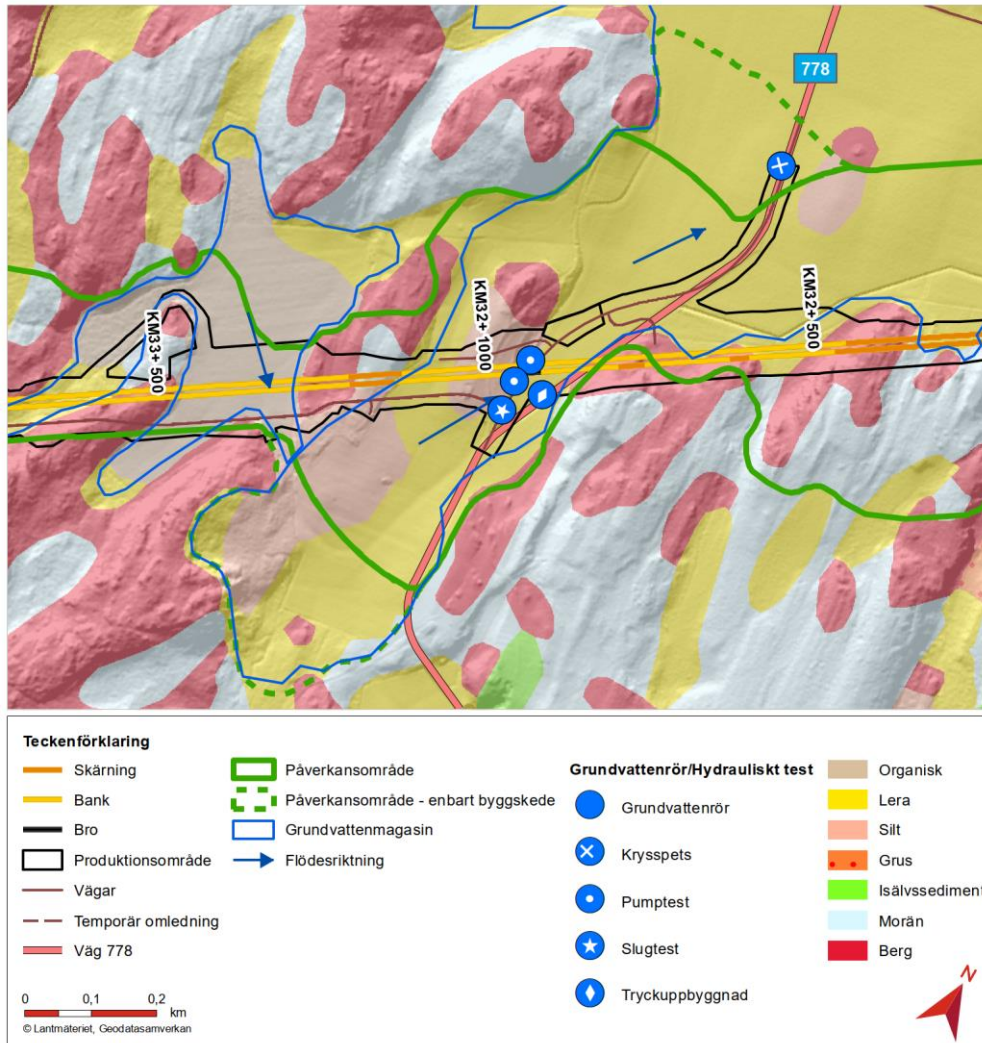 778
KM33+ 500
KM32+ 1000
KM32+ 500
Teckenförklaring
Skärning
Bank
Bro
Produktionsområde
Vägar
Temporär omledning
Väg 778
Påverkansområde
Påverkansområde - enbart byggskede
Grundvattenmagasin
Flödesriktning
Grundvattenrör/Hydrauliskt test
Grundvattenrör
Krysspets
Pumptest
Slugtest
Tryckuppbyggnad
Organisk
Lera
Silt
Grus
Isälvssediment
Morän
Berg
0 0,1 0,2
km
© Lantmäteriet, Geodatasamverkan
N